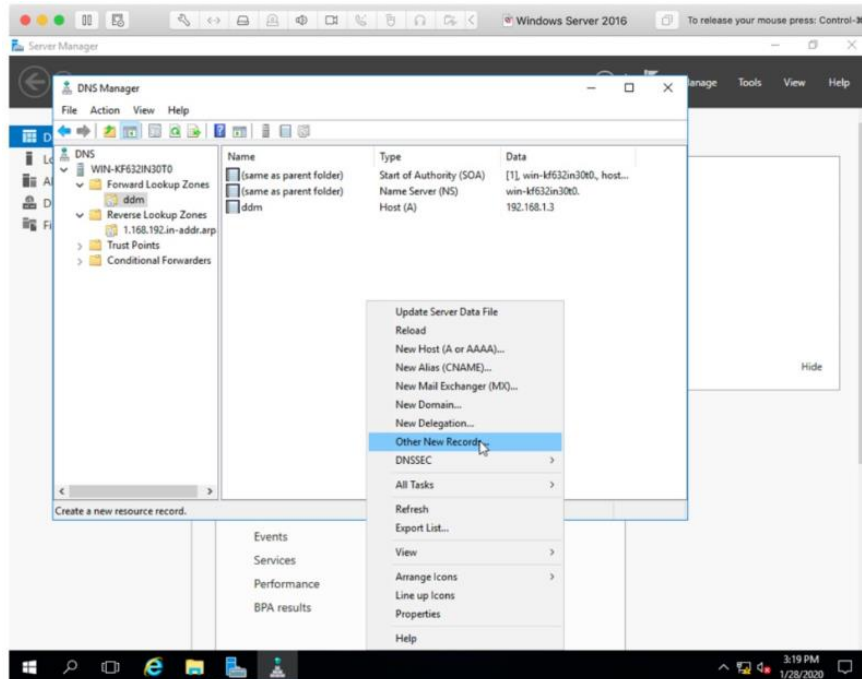 Windows Server 2016
To release your mouse press: Control-⌘
Server Manager
Manage Tools View Help
DNS Manager
File Action View Help
DNS
WIN-KF632IN30T0
Forward Lookup Zones
ddm
Reverse Lookup Zones
1.168.192.in-addr.arp
Trust Points
Conditional Forwarders
Name Type Data
(same as parent folder) Start of Authority (SOA) [1], win-kf632in30t0., host...
(same as parent folder) Name Server (NS) win-kf632in30t0.
ddm Host (A) 192.168.1.3
Update Server Data File
Reload
New Host (A or AAAA)...
New Alias (CNAME)...
New Mail Exchanger (MX)...
New Domain...
New Delegation...
Other New Records...
DNSSEC
All Tasks
Refresh
Export List...
View
Arrange Icons
Line up Icons
Properties
Help
Hide
Create a new resource record.
Events
Services
Performance
BPA results
3:19 PM
1/28/2020